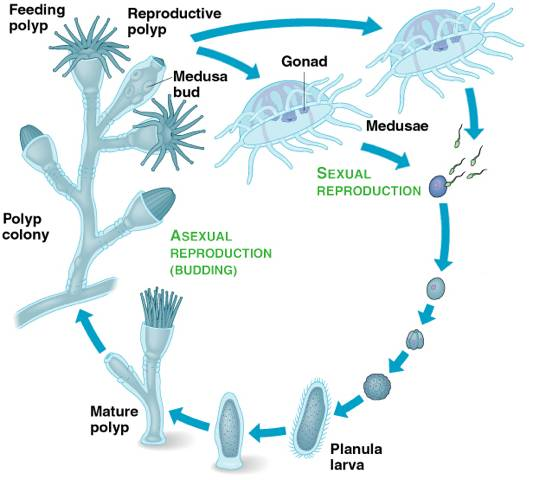 Feeding
polyp
Reproductive
polyp
Medusa
bud
Gonad
Medusae
SEXUAL
REPRODUCTION
Polyp
colony
ASEXUAL
REPRODUCTION
(BUDDING)
Mature
polyp
Planula
larva